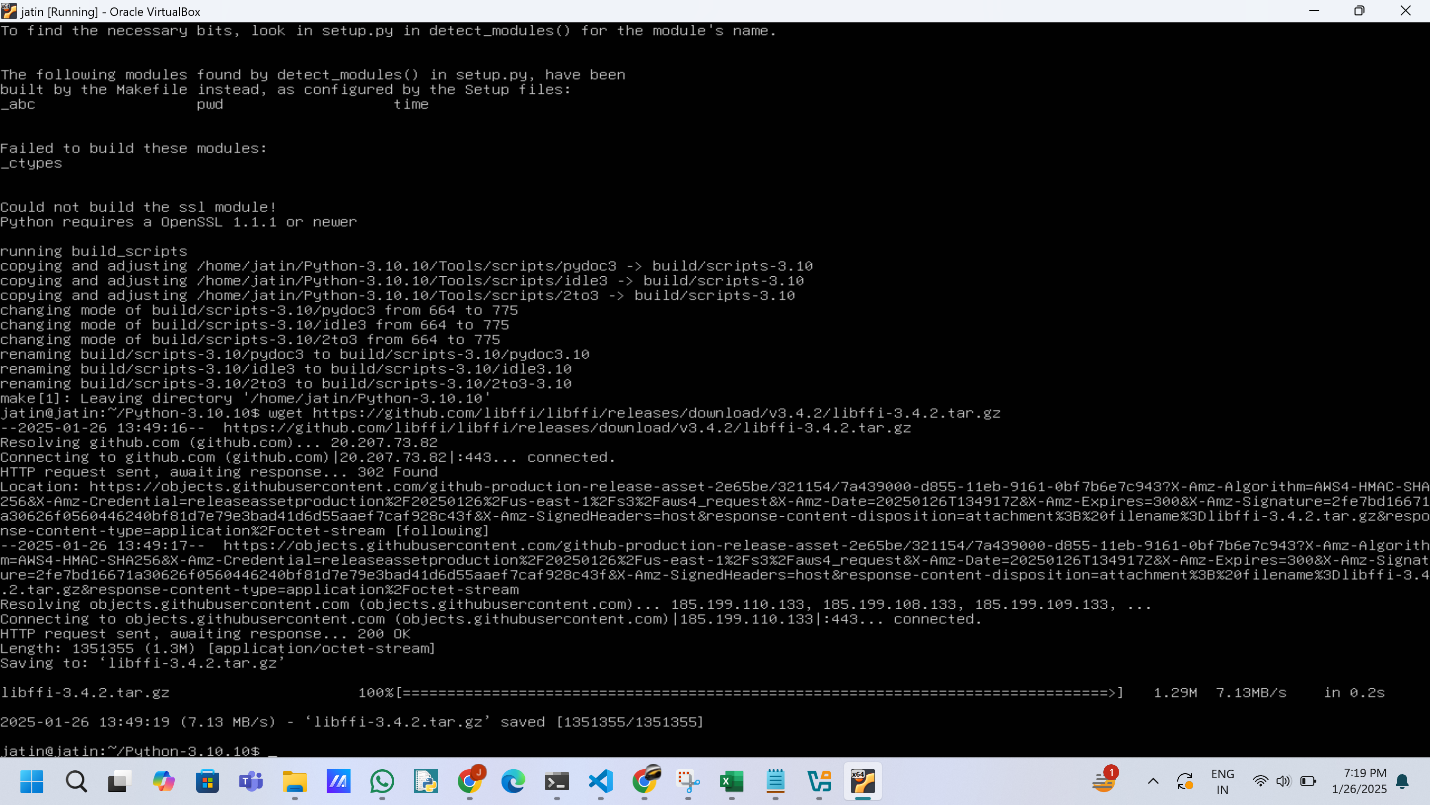 jatin [Running] - Oracle VirtualBox
To find the necessary bits, look in setup.py in detect_modules() for the module's name.
The following modules found by detect_modules() in setup.py, have been
built by the Makefile instead, as configured by the Setup files:
_abc pwd time
Failed to build these modules:
_ctypes
Could not build the ssl module!
Python requires a OpenSSL 1.1.1 or newer
running build_scripts
copying and adjusting /home/jatin/Python-3.10.10/Tools/scripts/pydoc3 -> build/scripts-3.10
copying and adjusting /home/jatin/Python-3.10.10/Tools/scripts/idle3 -> build/scripts-3.10
copying and adjusting /home/jatin/Python-3.10.10/Tools/scripts/2to3 -> build/scripts-3.10
changing mode of build/scripts-3.10/pydoc3 from 664 to 775
changing mode of build/scripts-3.10/idle3 from 664 to 775
changing mode of build/scripts-3.10/2to3 from 664 to 775
renaming build/scripts-3.10/pydoc3 to build/scripts-3.10/pydoc3.10
renaming build/scripts-3.10/idle3 to build/scripts-3.10/idle3.10
renaming build/scripts-3.10/2to3 to build/scripts-3.10/2to3-3.10
make[1]: Leaving directory '/home/jatin/Python-3.10.10'
jatin@jatin:~/Python-3.10.10$ wget https://github.com/libffi/libffi/releases/download/v3.4.2/libffi-3.4.2.tar.gz
--2025-01-26 13:49:16-- https://github.com/libffi/libffi/releases/download/v3.4.2/libffi-3.4.2.tar.gz
Resolving github.com (github.com)... 20.207.73.82
Connecting to github.com (github.com)|20.207.73.82|:443... connected.
HTTP request sent, awaiting response... 302 Found
Location: https://objects.githubusercontent.com/github-production-release-asset-2e65be/321154/7a439000-d855-11eb-9161-0bf7b6e7c943?X-Amz-Algorithm=AWS4-HMAC-SHA
256&X-Amz-Credential=releaseassetproduction%2F20250126%2Fus-east-1%2Fs3%2Faws4_request&X-Amz-Date=20250126T134917Z&X-Amz-Expires=300&X-Amz-Signature=2fe7bd16671
a30626f0560446240bf81d7e79e3bad41d6d55aaef7caf928c43f&X-Amz-SignedHeaders=host&response-content-disposition=attachment%3B%20filename%3Dlibffi-3.4.2.tar.gz&respo
nse-content-type=application%2Foctet-stream [following]
--2025-01-26 13:49:17-- https://objects.githubusercontent.com/github-production-release-asset-2e65be/321154/7a439000-d855-11eb-9161-0bf7b6e7c943?X-Amz-Algorith
m=AWS4-HMAC-SHA256&X-Amz-Credential=releaseassetproduction%2F20250126%2Fus-east-1%2Fs3%2Faws4_request&X-Amz-Date=20250126T134917Z&X-Amz-Expires=300&X-Amz-Signat
ure=2fe7bd16671a30626f0560446240bf81d7e79e3bad41d6d55aaef7caf928c43f&X-Amz-SignedHeaders=host&response-content-disposition=attachment%3B%20filename%3Dlibffi-3.4
.2.tar.gz&response-content-type=application%2Foctet-stream
Resolving objects.githubusercontent.com (objects.githubusercontent.com)... 185.199.110.133, 185.199.108.133, 185.199.109.133, ...
Connecting to objects.githubusercontent.com (objects.githubusercontent.com)|185.199.110.133|:443... connected.
HTTP request sent, awaiting response... 200 OK
Length: 1351355 (1.3M) [application/octet-stream]
Saving to: ‘libffi-3.4.2.tar.gz’
libffi-3.4.2.tar.gz 100%[===============================================================================>] 1.29M 7.13MB/s in 0.2s
2025-01-26 13:49:19 (7.13 MB/s) - ‘libffi-3.4.2.tar.gz’ saved [1351355/1351355]
jatin@jatin:~/Python-3.10.10$ _
ENG
IN
7:19 PM
1/26/2025